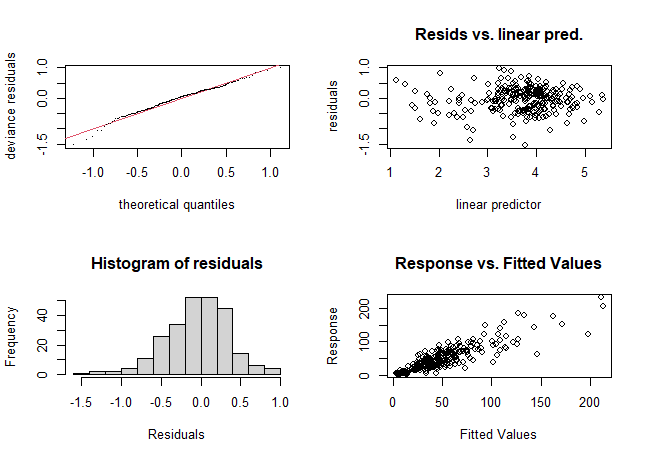 deviance residuals
-1.5 0.0 1.0
-1.0 -0.5 0.0 0.5 1.0
theoretical quantiles
Resids vs. linear pred.
residuals
-1.5 0.0 1.0
1 2 3 4 5
linear predictor
Histogram of residuals
Frequency
0 40
-1.5 -1.0 -0.5 0.0 0.5 1.0
Residuals
Response vs. Fitted Values
Response
0 100 200
0 50 100 150 200
Fitted Values